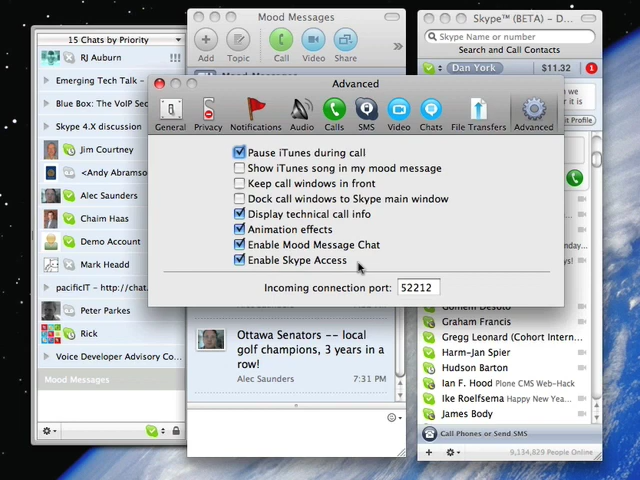 15 Chats by Priority
RJ Auburn
Emerging Tech Talk -
Blue Box: The VoIP Sec
Skype 4.X discussion
Jim Courtney
<Andy Abramso
Alec Saunders
Chaim Haas
Demo Account
Mark Headd
pacificIT - http://chat.
Peter Parkes
Rick
Voice Developer Advisory Co...
Mood Messages
Mood Messages
Add
Topic
Call
Video
Share
»
Advanced
General
Privacy
Notifications
Audio
Calls
SMS
Video
Chats
File Transfers
Advanced
Pause iTunes during call
Show iTunes song in my mood message
Keep call windows in front
Dock call windows to Skype main window
Display technical call info
Animation effects
Enable Mood Message Chat
Enable Skype Access
Incoming connection port: 52212
Ottawa Senators -- local
golf champions, 3 years in a
row!
Alec Saunders 7:31 PM
Skype™ (BETA) – D...
Skype Name or number
Search and Call Contacts
Dan York $11.32 1
Graham Francis
Gregg Leonard (Cohort Intern...
Harm-Jan Spier
Hudson Barton
Ian F. Hood Plone CMS Web-Hack
Ike Roelfsema Happy New Yea...
James Body
Call Phones or Send SMS
9,134,829 People Online